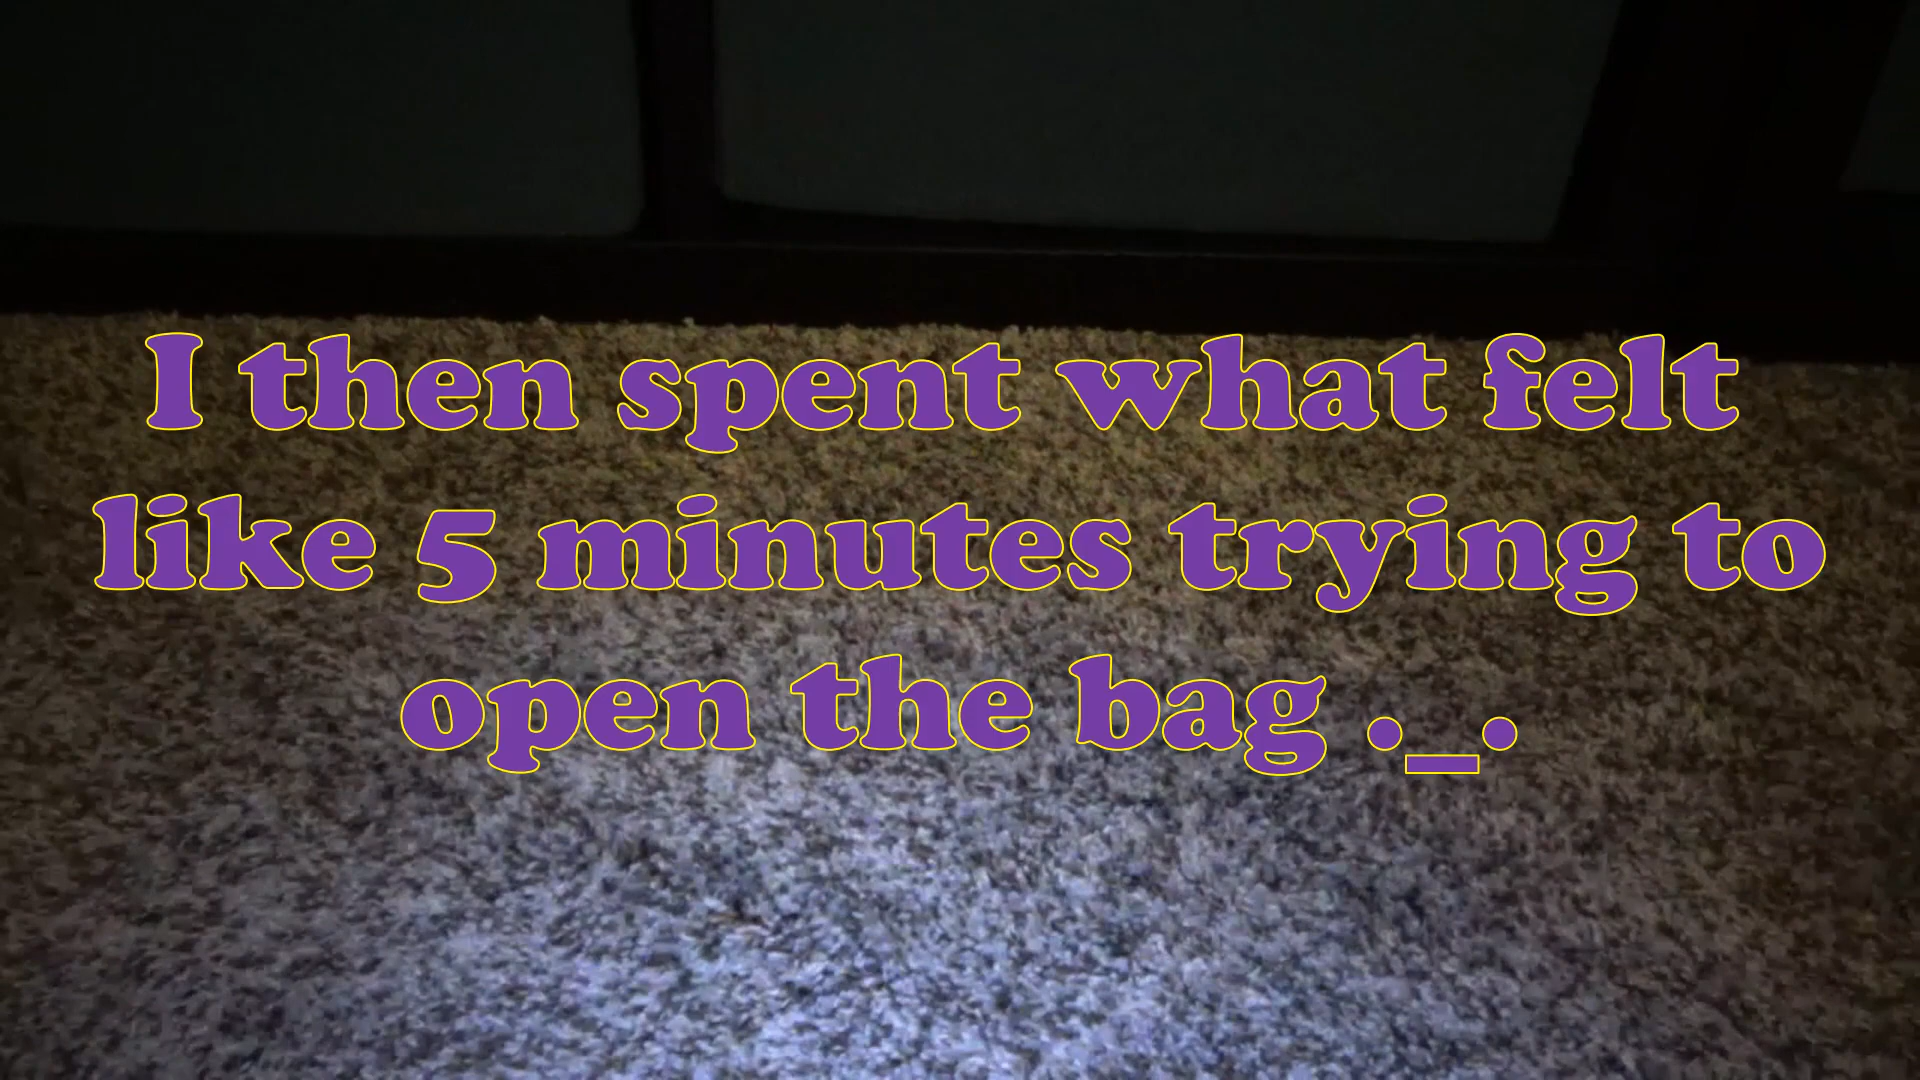 I then spent what felt
like 5 minutes trying to
open the bag ._.